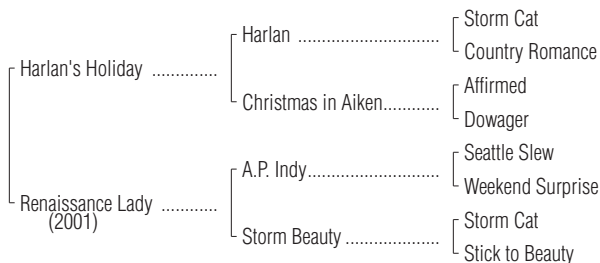 Storm Cat
Harlan ......................................
Country Romance
Harlan's Holiday .............
Affirmed
Christmas in Aiken...............
Dowager
Seattle Slew
A.P. Indy...................................
Weekend Surprise
Renaissance Lady ............
(2001)
Storm Cat
Storm Beauty .........................
Stick to Beauty